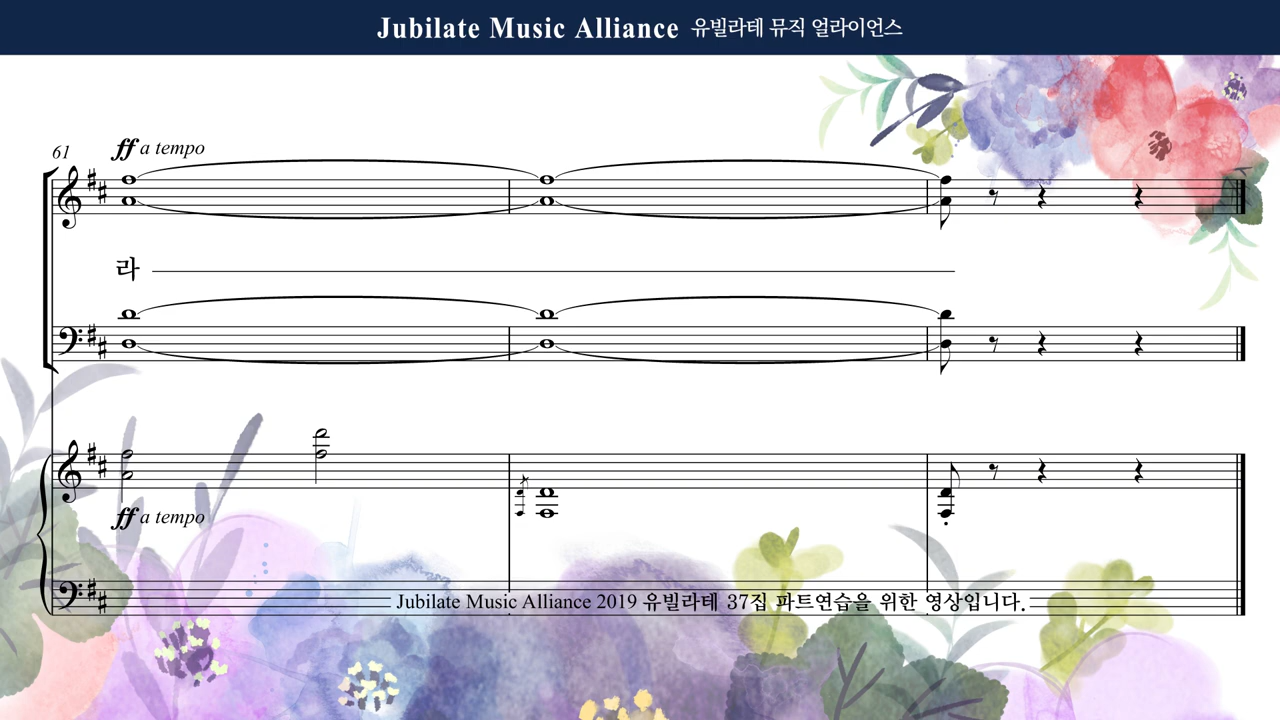 Jubilate Music Alliance 유빌라테 뮤직 얼라이언스
61
ff a tempo
라
ff a tempo
Jubilate Music Alliance 2019 유빌라테 37집 파트연습을 위한 영상입니다.